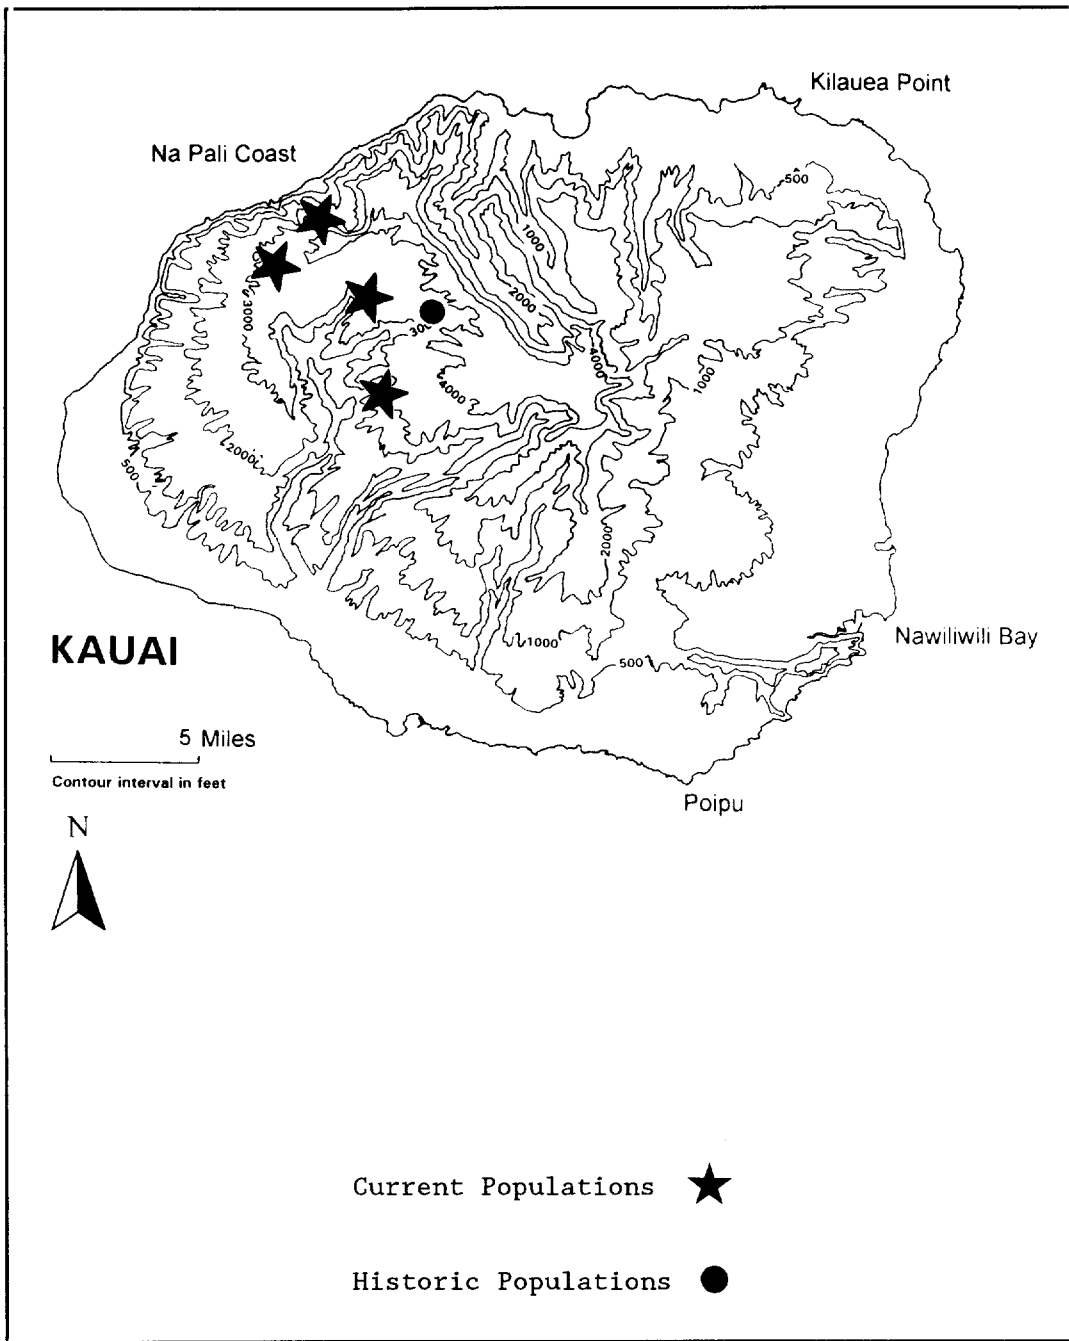 Kilauea Point
Na Pali Coast
500
1000
2000
3000
4000
1000
4000
2000
500
2000
1000
500
Nawiliwili Bay
KAUAI
5 Miles
Contour interval in feet
Poipu
N
Current Populations
Historic Populations